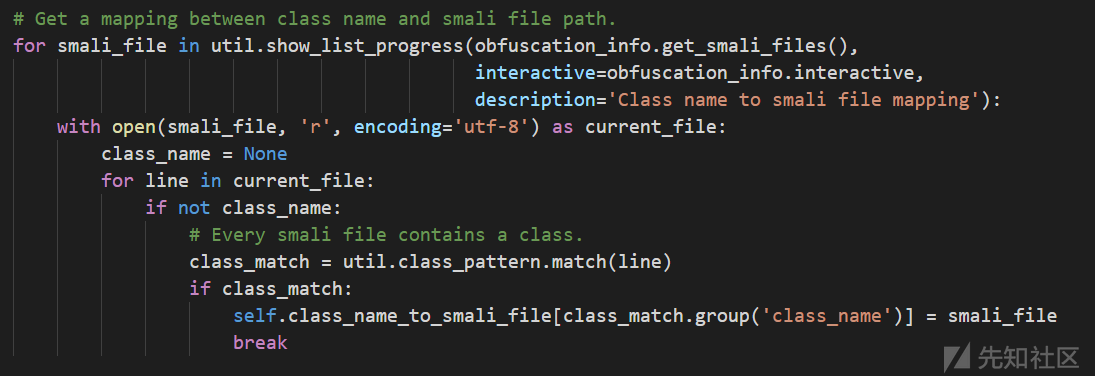 # Get a mapping between class name and smali file path.
for smali_file in util.show_list_progress(obfuscation_info.get_smali_files(),
                                          interactive=obfuscation_info.interactive,
                                          description='Class name to smali file mapping'):
    with open(smali_file, 'r', encoding='utf-8') as current_file:
        class_name = None
        for line in current_file:
            if not class_name:
                # Every smali file contains a class.
                class_match = util.class_pattern.match(line)
                if class_match:
                    self.class_name_to_smali_file[class_match.group('class_name')] = smali_file
                    break
先知社区